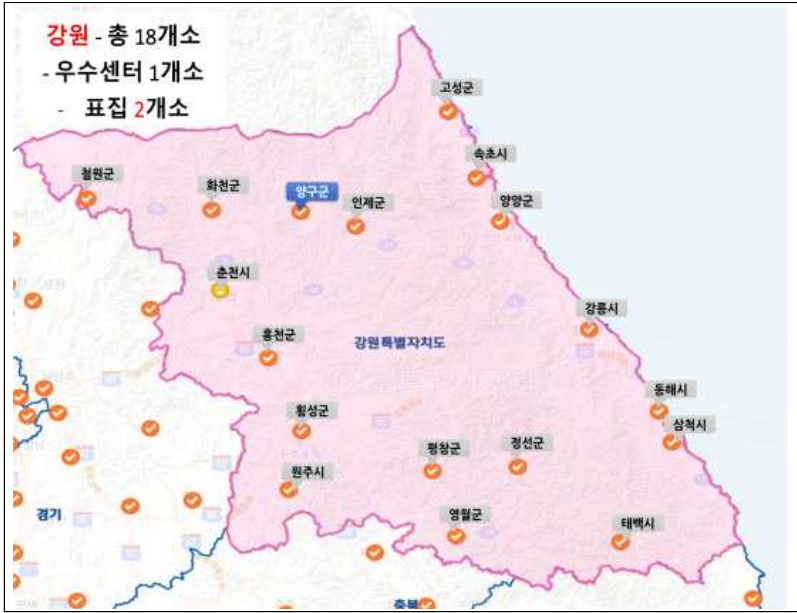 강원 - 총 18개소
- 우수센터 1개소
- 표집 2개소
고성군
속초시
철원군
화천군
양구군
인제군
양양군
춘천시
강릉시
홍천군
강원특별자치도
동해시
횡성군
삼척시
평창군
정선군
원주시
경기
영월군
태백시
충북